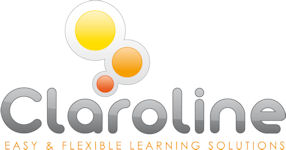 Claroline
EASY & FLEXIBLE LEARNING SOLUTIONS